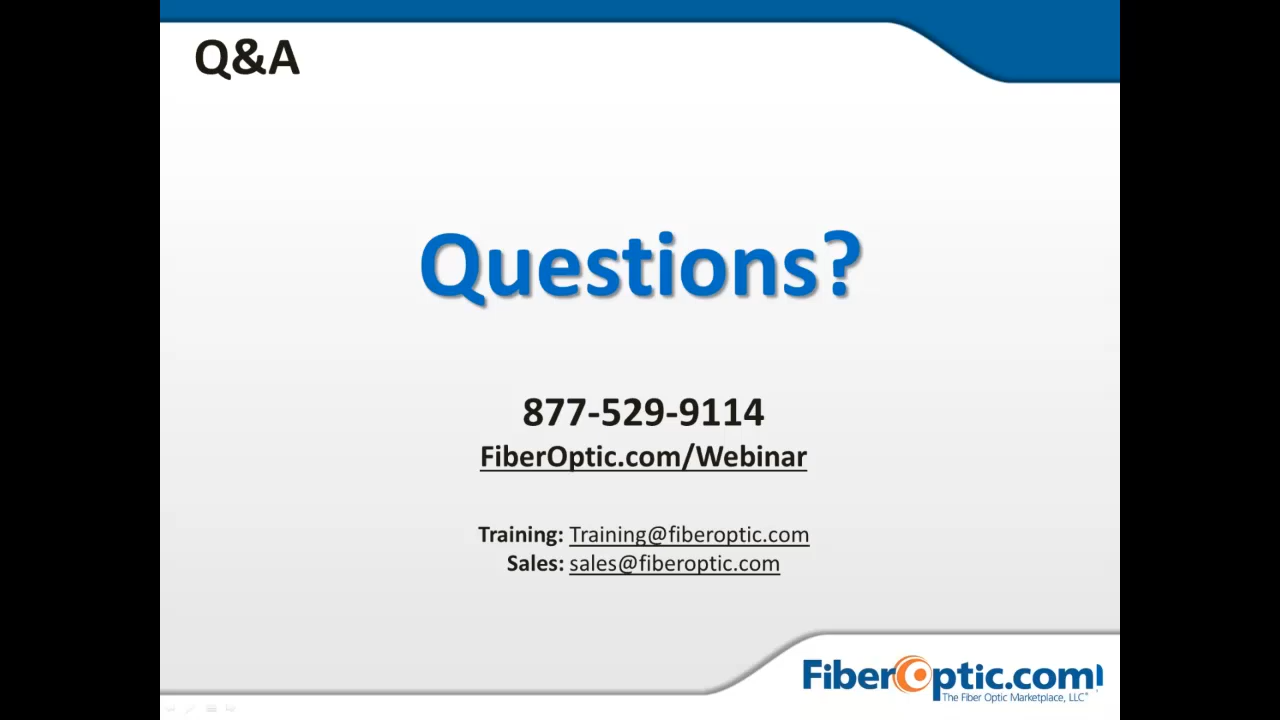 Q&A
Questions?
877-529-9114
FiberOptic.com/Webinar
Training: Training@fiberoptic.com
Sales: sales@fiberoptic.com
FiberOptic.com
The Fiber Optic Marketplace, LLC